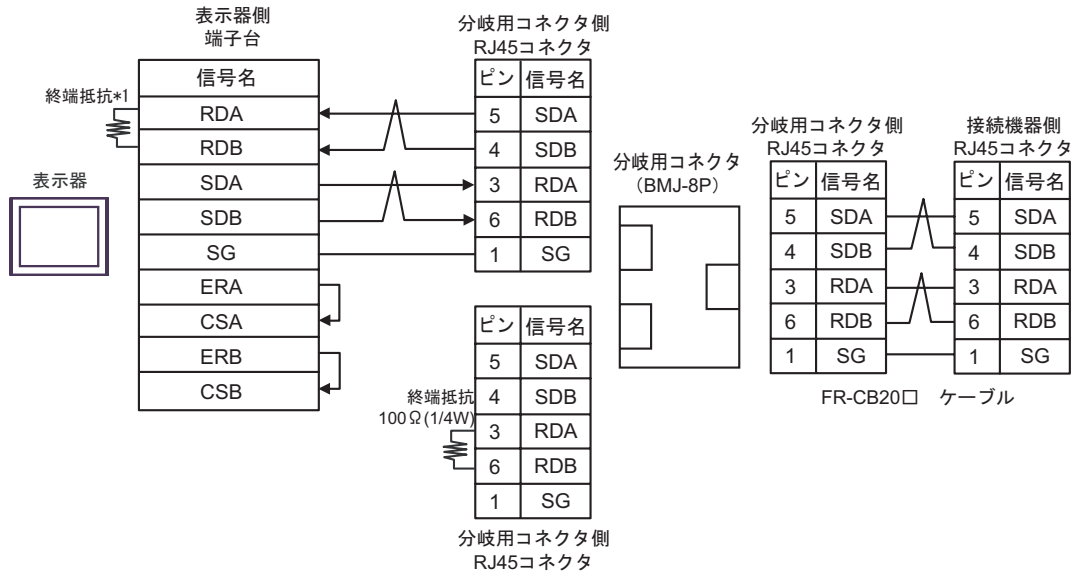 表示器側
端子台
信号名
終端抵抗*1
RDA
RDB
SDA
SDB
SG
ERA
CSA
ERB
CSB
表示器
分岐用コネクタ側
RJ45コネクタ
ピン 信号名
5 SDA
4 SDB
3 RDA
6 RDB
1 SG
ピン 信号名
5 SDA
4 SDB
3 RDA
6 RDB
1 SG
終端抵抗
100Ω(1/4W)
分岐用コネクタ側
RJ45コネクタ
分岐用コネクタ
（BMJ-8P）
分岐用コネクタ側
RJ45コネクタ
ピン 信号名
5 SDA
4 SDB
3 RDA
6 RDB
1 SG
接続機器側
RJ45コネクタ
ピン 信号名
5 SDA
4 SDB
3 RDA
6 RDB
1 SG
FR-CB20□ ケーブル